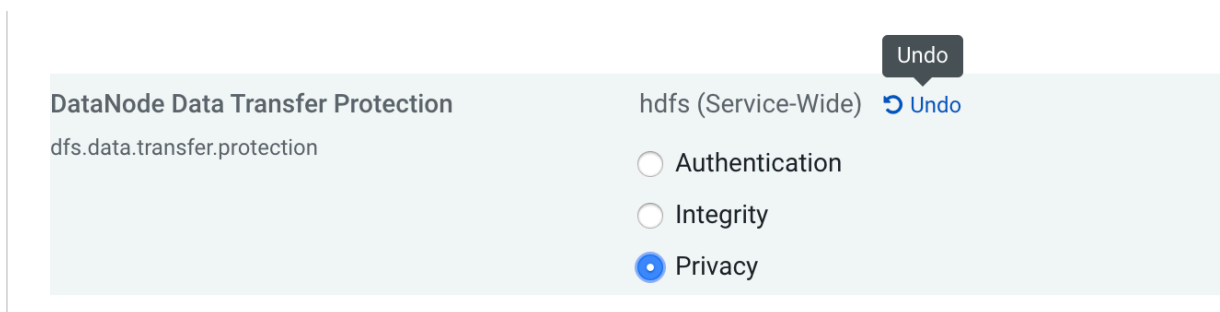 Undo
DataNode Data Transfer Protection
hdfs (Service-Wide) Undo
dfs.data.transfer.protection
Authentication
Integrity
Privacy